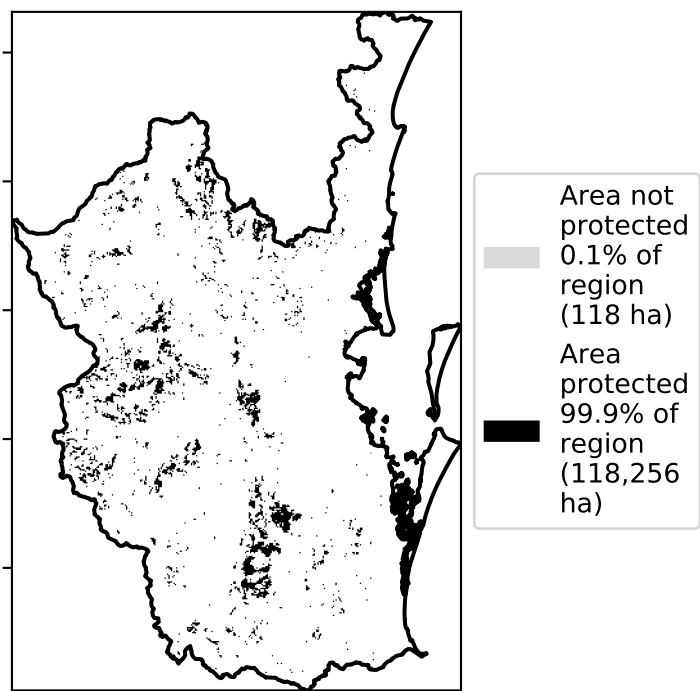 Area not
protected
0.1% of
region
(118 ha)
Area
protected
99.9% of
region
(118,256
ha)